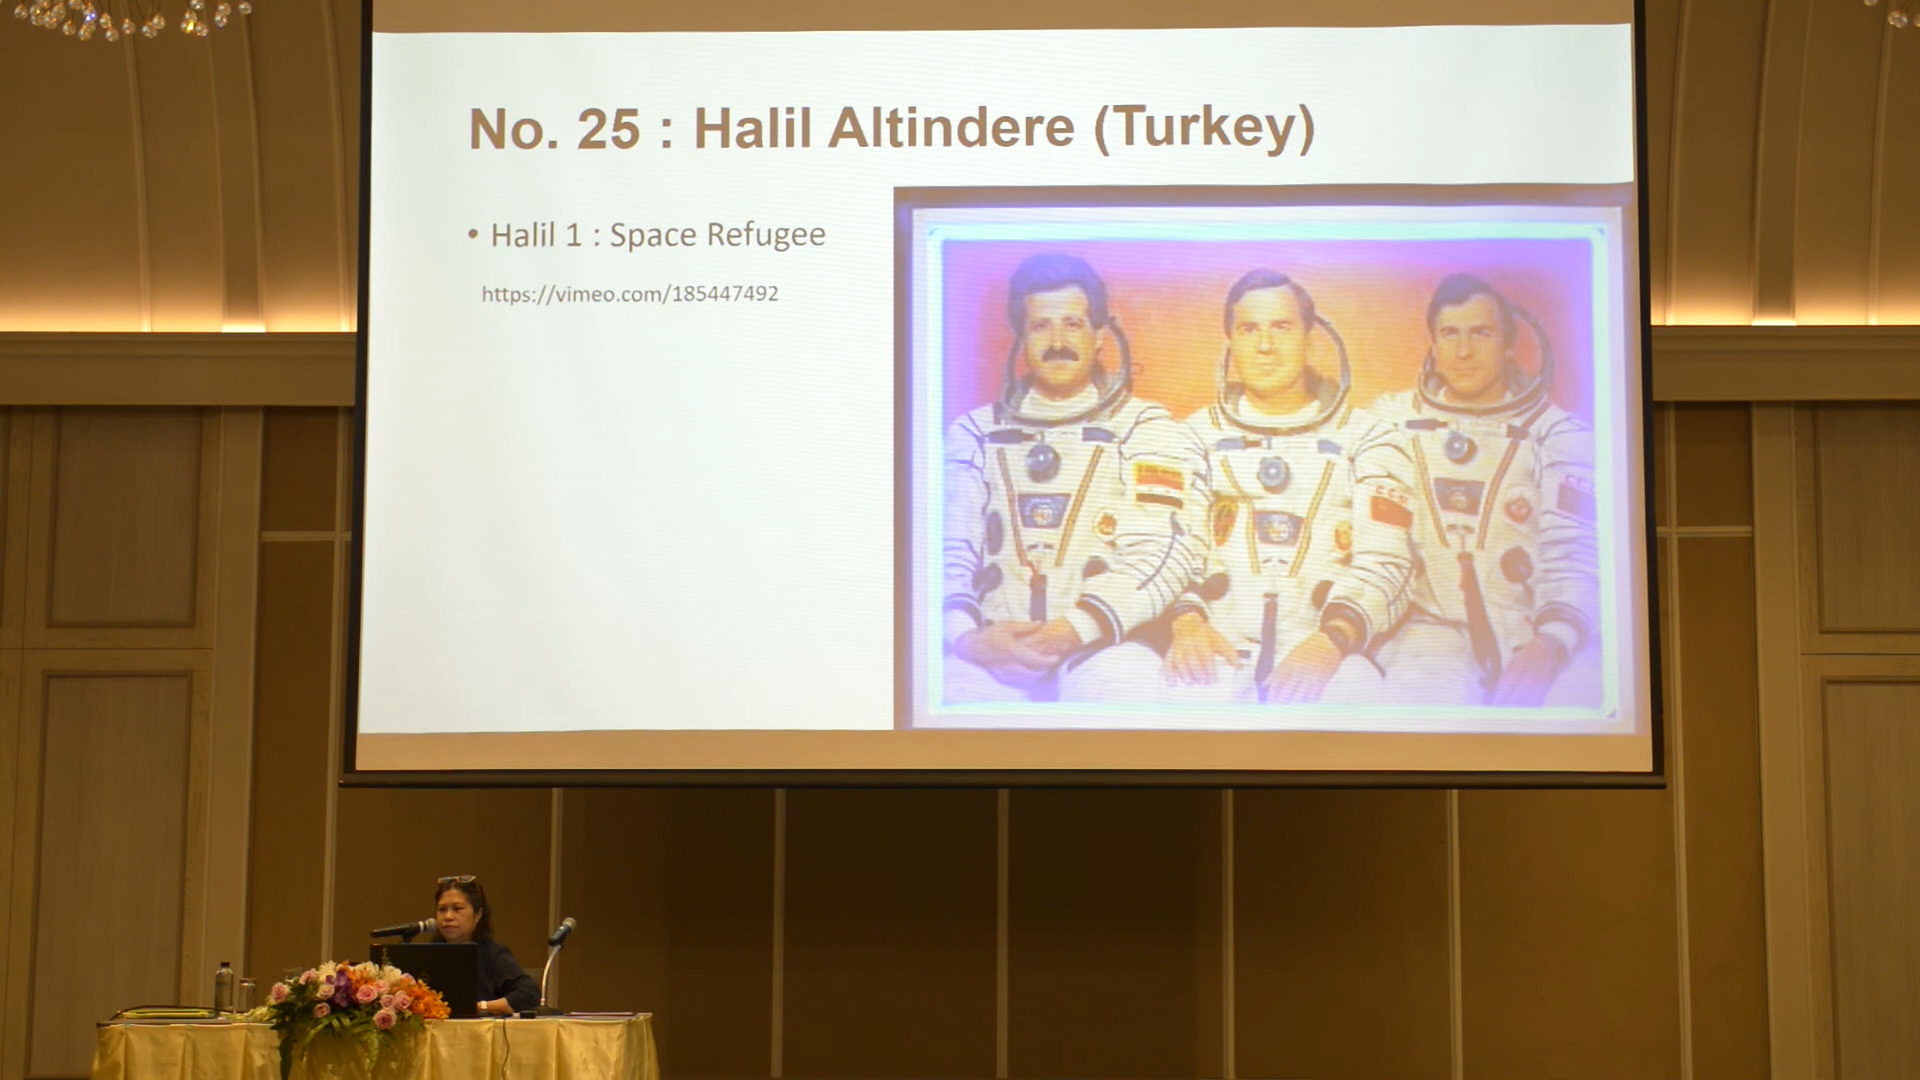 No. 25 : Halil Altindere (Turkey)
• Halil 1 : Space Refugee
https://vimeo.com/185447492